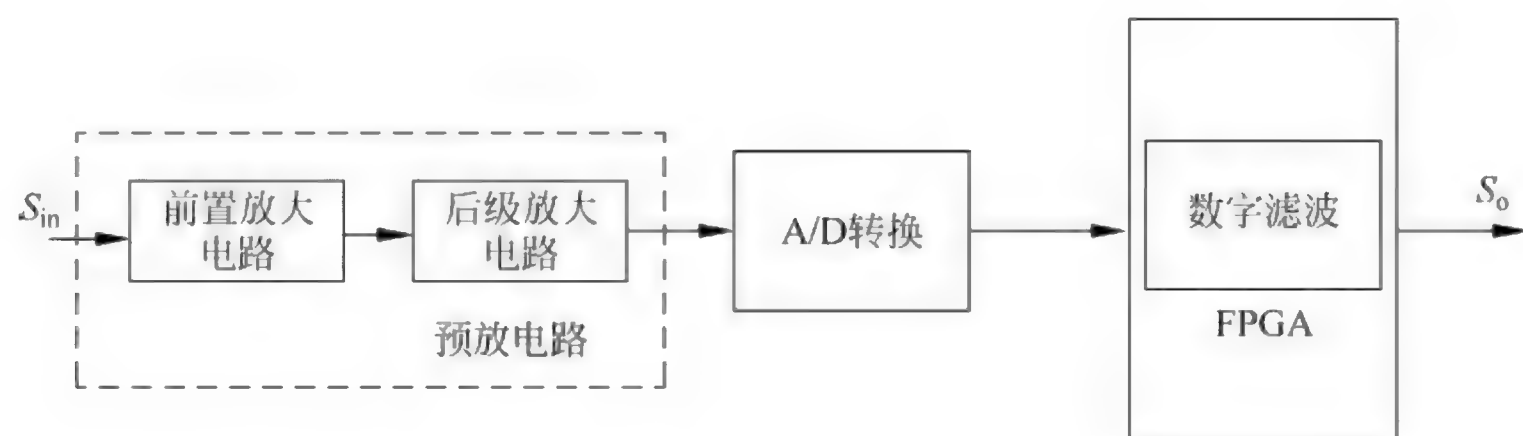 S_in
前置放大
电路
后级放大
电路
预放电路
A/D转换
数字滤波
FPGA
S_o